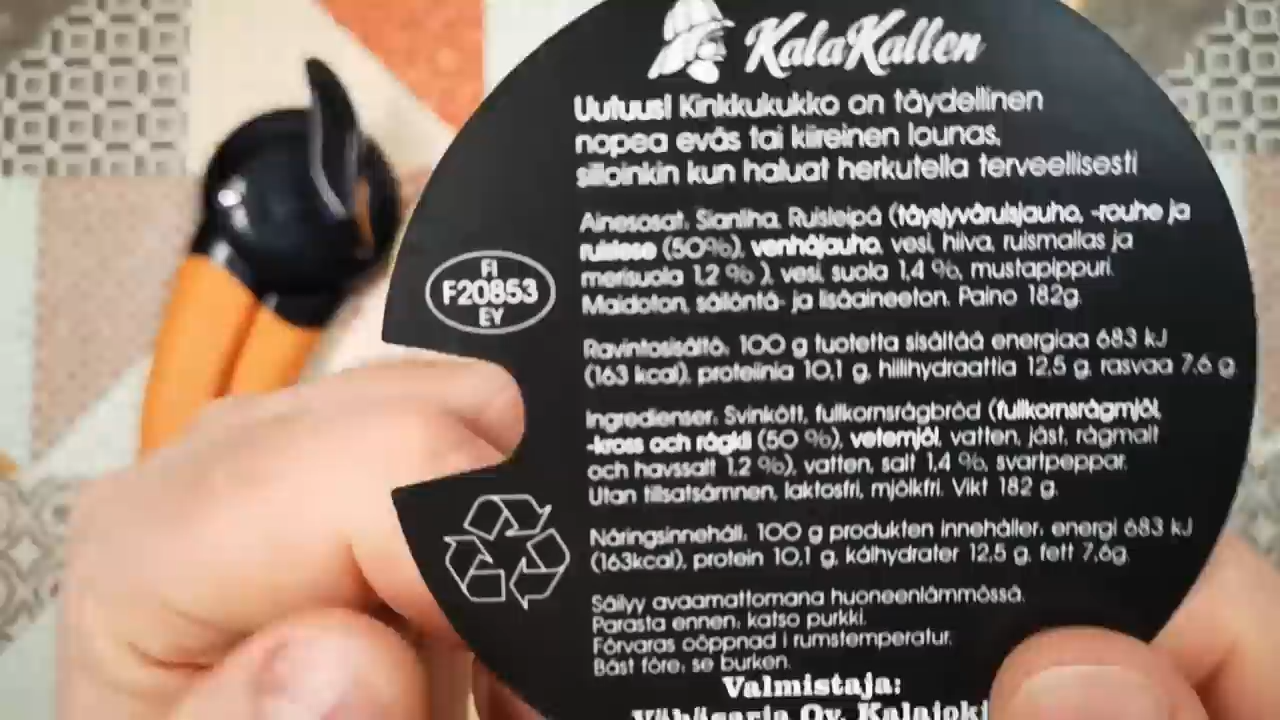 KalaKallen
Uutuus! Kinkkukukko on täydellinen
nopea eväs tai kiireinen lounas,
silloinkin kun haluat herkutella terveellisesti
Ainesosat. Sianliha, Ruisleipä (täysjyväruisjauho, -rouhe ja
ruislese (50%), vehnäjauho, vesi, hiiva, ruismallas ja
merisuola 1,2 % ), vesi, suola 1,4 %, mustapippuri.
Maidoton, säilöntä- ja lisäaineeton. Paino 182g.
FI
F20853
EY
Ravintosisältö. 100 g tuotetta sisältää energiaa 683 kJ
(163 kcal), proteiinia 10,1 g, hiilihydraattia 12,5 g, rasvaa 7,6 g.
Ingredienser. Svinkött, fullkornsrågbröd (fullkornsrågmjöl,
-kross och rågkli (50 %), vetemjöl, vatten, jäst, rågmalt
och havssalt 1,2 %), vatten, salt 1,4 %, svartpeppar.
Utan tillsatsämnen, laktosfri, mjölkfri. Vikt 182 g.
Näringsinnehåll. 100 g produkten innehåller. energi 683 kJ
(163kcal), protein 10,1 g, kålhydrater 12,5 g, fett 7,6g.
Säilyy avaamattomana huoneenlämmössä.
Parasta ennen. katso purkki.
Förvaras oöppnad i rumstemperatur.
Bäst före. se burken.
Valmistaja:
Vähäsarja Oy, Kalajoki